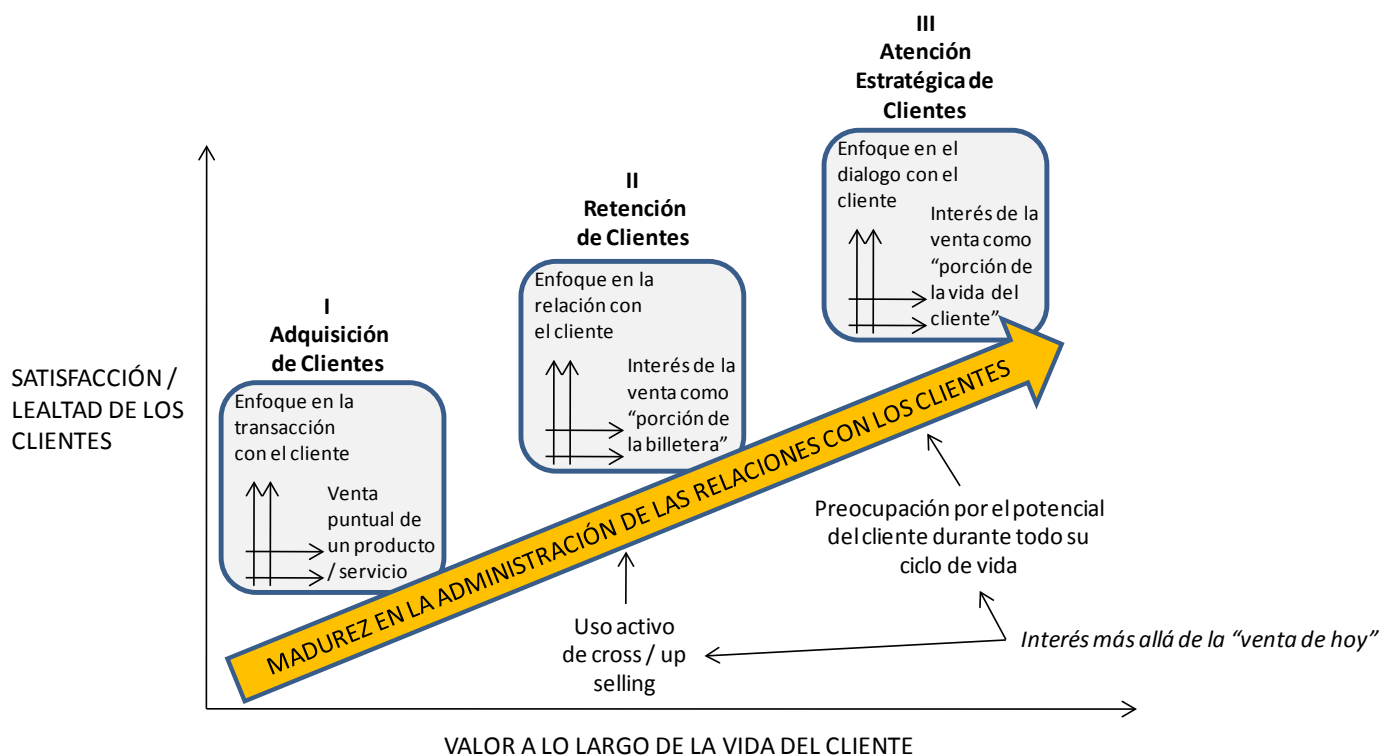 III
Atención
Estratégica de
Clientes
Enfoque en el
dialogo con el
cliente
Interés de la
venta como
“porción de
la vida del
cliente”
II
Retención
de Clientes
Enfoque en la
relación con
el cliente
Interés de la
venta como
“porción de
la billetera”
I
Adquisición
de Clientes
Enfoque en la
transacción
con el cliente
Venta
puntual de
un producto
/ servicio
SATISFACCIÓN /
LEALTAD DE LOS
CLIENTES
MADUREZ EN LA ADMINISTRACIÓN DE LAS RELACIONES CON LOS CLIENTES
Preocupación por el potencial
del cliente durante todo su
ciclo de vida
Uso activo
de cross / up
selling
Interés más allá de la “venta de hoy”
VALOR A LO LARGO DE LA VIDA DEL CLIENTE